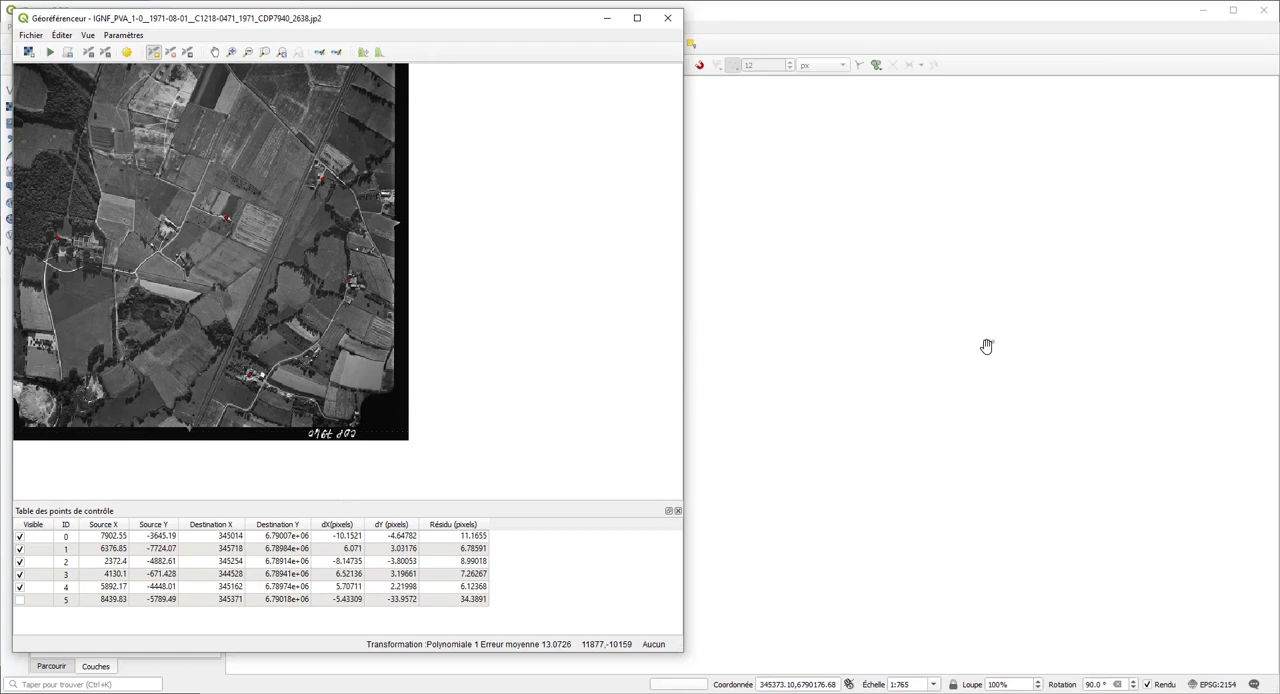 Géoréférenceur - IGNF_PVA_1-0__1971-08-01__C1218-0471_1971_CDP7940_2638.jp2
Fichier Éditer Vue Paramètres
12 px
CDP 7940
Table des points de contrôle
Visible ID Source X Source Y Destination X Destination Y dX(pixels) dY (pixels) Résidu (pixels)
0 7902.55 -3645.19 345014 6.79007e+06 -10.1521 -4.64782 11.1655
1 6376.85 -7724.07 345718 6.78984e+06 6.071 3.03176 6.78591
2 2372.4 -4882.61 345254 6.78914e+06 -8.14735 -3.80053 8.99018
3 4130.1 -671.428 344528 6.78941e+06 6.52136 3.19661 7.26267
4 5892.17 -4448.01 345162 6.78974e+06 5.70711 2.21998 6.12368
5 8439.83 -5789.49 345371 6.79018e+06 -5.43309 -33.9572 34.3891
Transformation :Polynomiale 1 Erreur moyenne 13.0726 11877,-10159 Aucun
Parcourir Couches
Taper pour trouver (Ctrl+K) Coordonnée 345373.10,6790176.68 Échelle 1:765 Loupe 100% Rotation 90.0 ° Rendu EPSG:2154